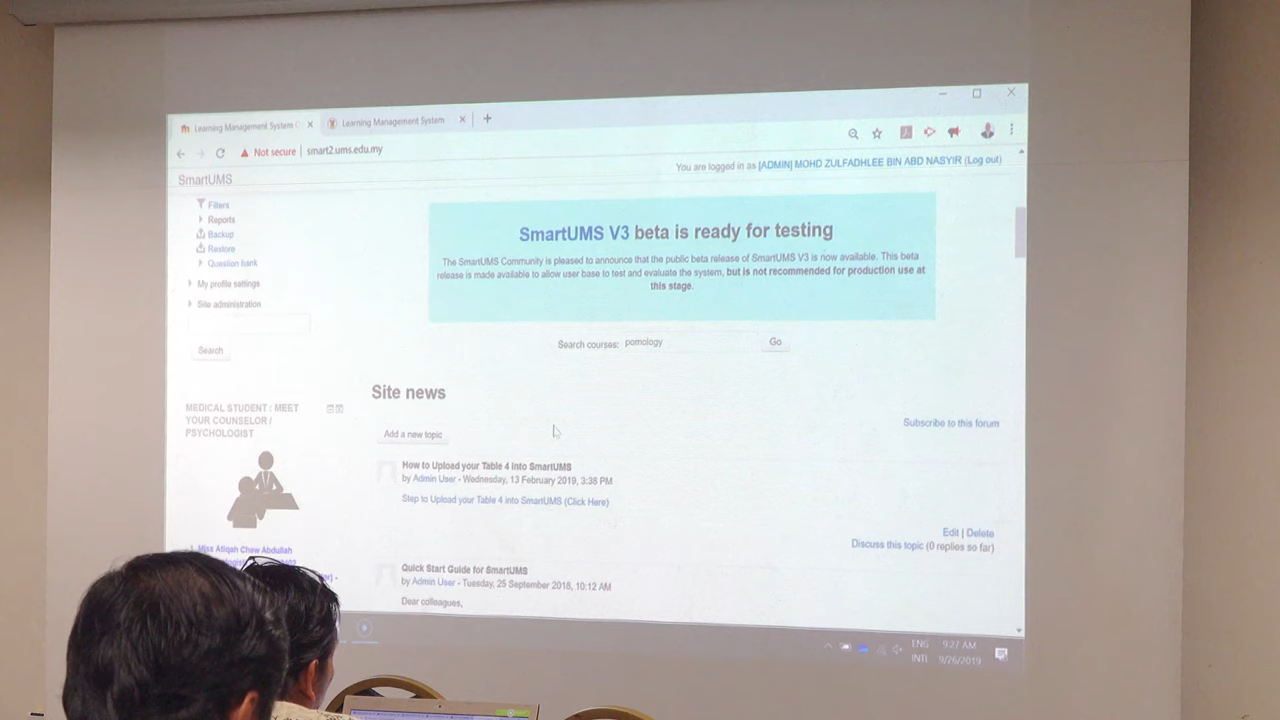 Learning Management System
Learning Management System
Not secure | smart2.ums.edu.my
SmartUMS
You are logged in as [ADMIN] MOHD ZULFADHLEE BIN ABD NASYIR (Log out)
Filters
Reports
Backup
Restore
Question bank
My profile settings
Site administration
Search
SmartUMS V3 beta is ready for testing
The SmartUMS Community is pleased to announce that the public beta release of SmartUMS V3 is now available. This beta
release is made available to allow user base to test and evaluate the system, but is not recommended for production use at
this stage.
Search courses: pomology Go
MEDICAL STUDENT : MEET
YOUR COUNSELOR /
PSYCHOLOGIST
Miss Atiqah Chew Abdullah
Site news
Subscribe to this forum
Add a new topic
How to Upload your Table 4 into SmartUMS
by Admin User - Wednesday, 13 February 2019, 3:38 PM
Step to Upload your Table 4 into SmartUMS (Click Here)
Edit | Delete
Discuss this topic (0 replies so far)
Quick Start Guide for SmartUMS
by Admin User - Tuesday, 25 September 2018, 10:12 AM
Dear colleagues,
ENG 9:27 AM
INTL 9/26/2019